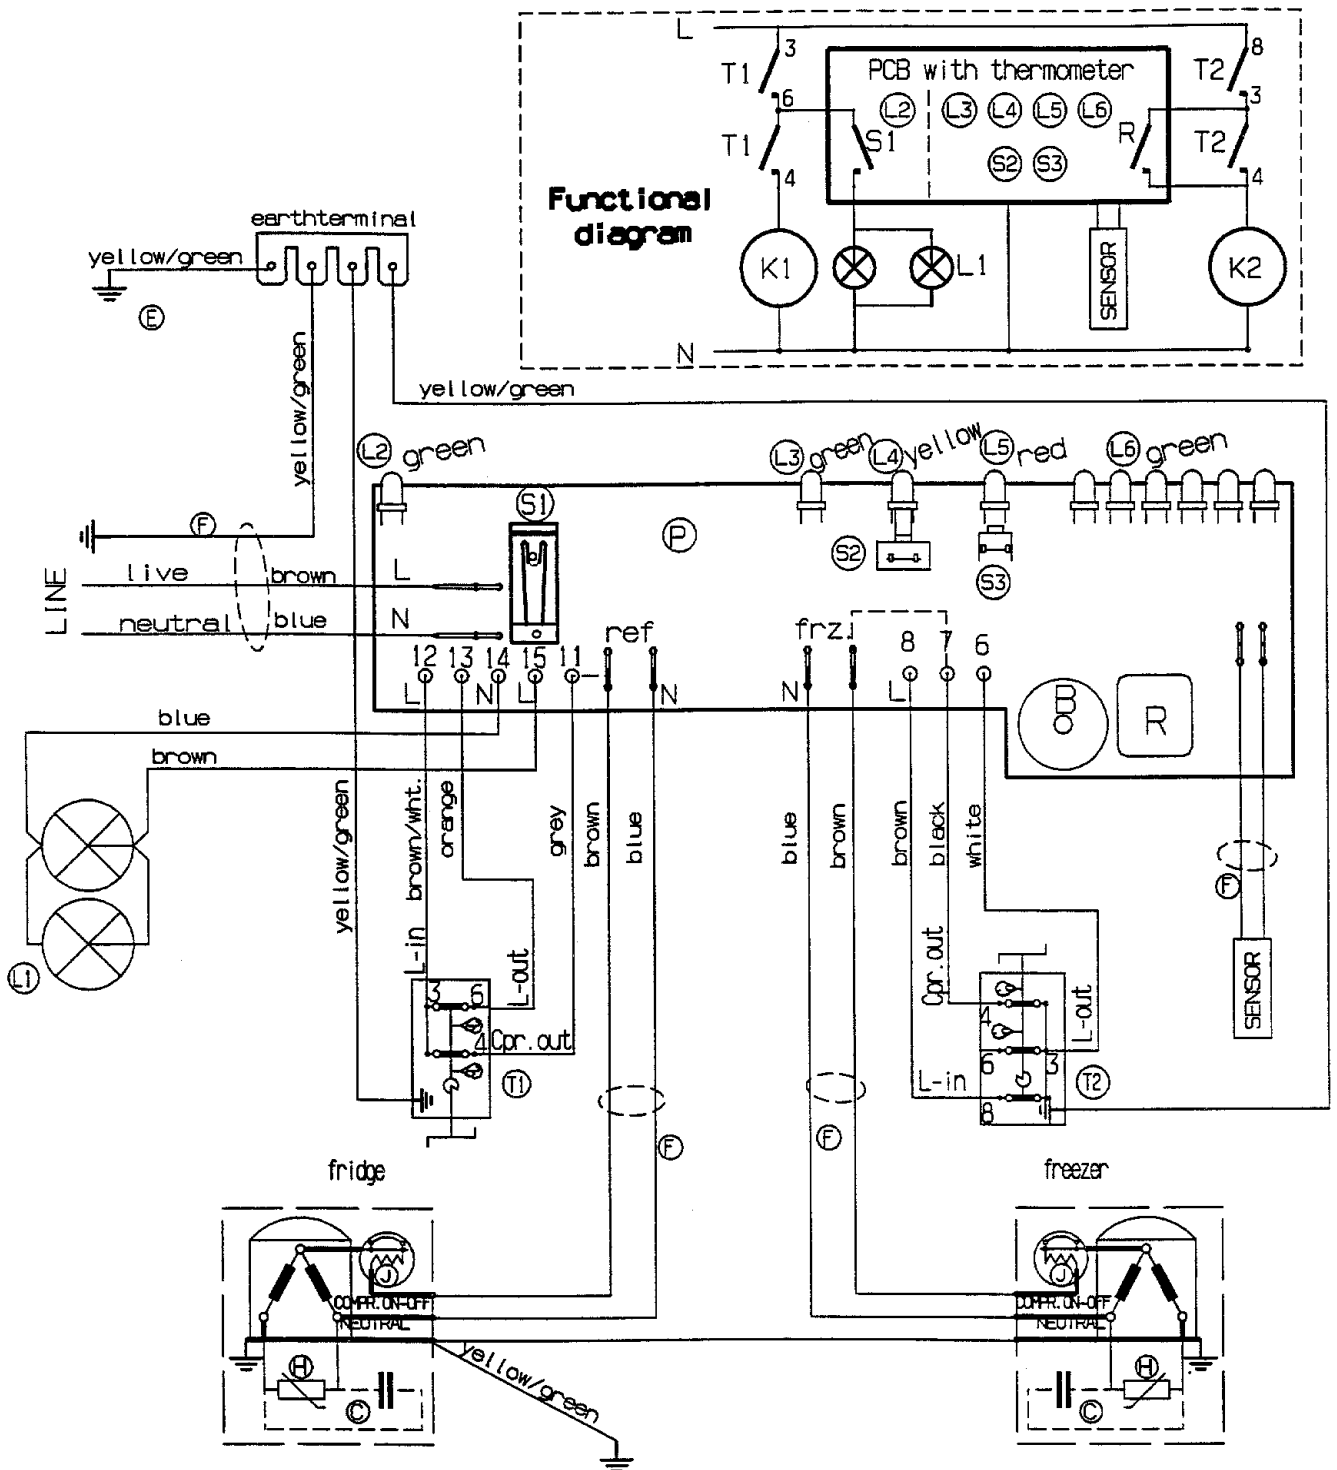 L
T1
3
6
T1
4
PCB with thermometer
L2
L3
L4
L5
L6
S1
S2
S3
R
T2
8
3
T2
4
Functional
diagram
K1
L1
SENSOR
K2
N
earthterminal
yellow/green
E
yellow/green
yellow/green
L2
green
L3
green
L4
yellow
L5
red
L6
green
S1
P
S2
S3
F
LINE
live
brown
L
neutral
blue
N
ref
frz.
12
13
14
15
11
8
7
6
L
N
L
N
N
L
R
blue
brown
yellow/green
brown/wht.
orange
grey
brown
blue
blue
brown
brown
black
white
F
L1
L-in
L-out
3
6
4
Cpr.out
T1
Cpr.out
L-out
4
6
3
L-in
8
T2
SENSOR
F
F
fridge
freezer
J
COMPR.ON-OFF
NEUTRAL
H
C
yellow/green
J
COMPR.ON-OFF
NEUTRAL
H
C